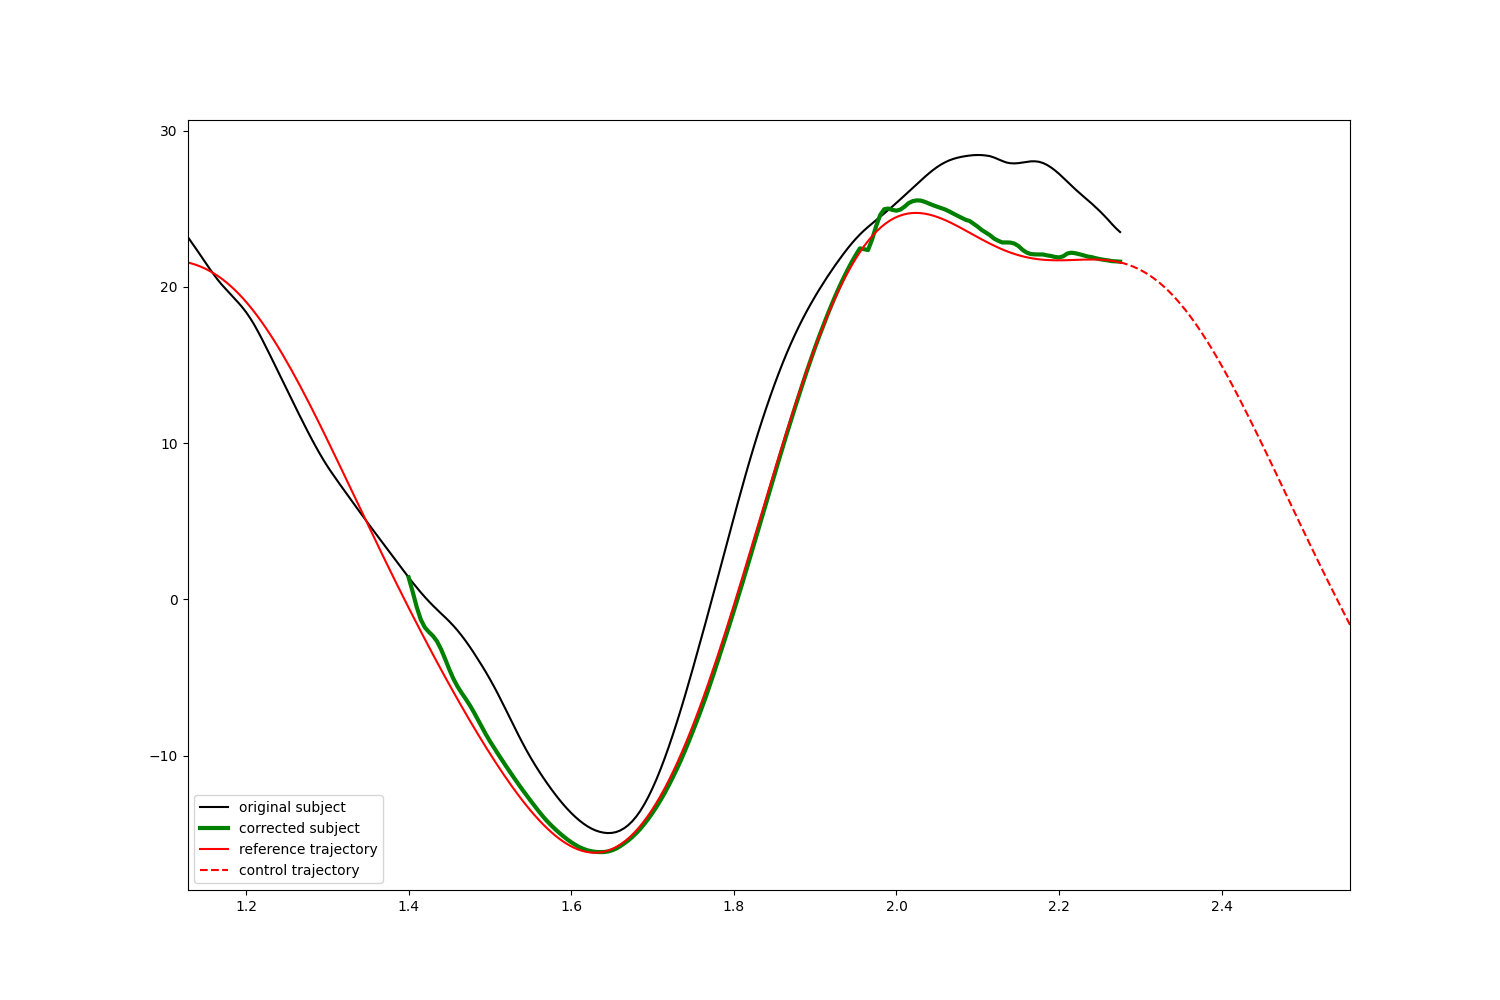 30
20
10
0
−10
original subject
corrected subject
reference trajectory
control trajectory
1.2 1.4 1.6 1.8 2.0 2.2 2.4